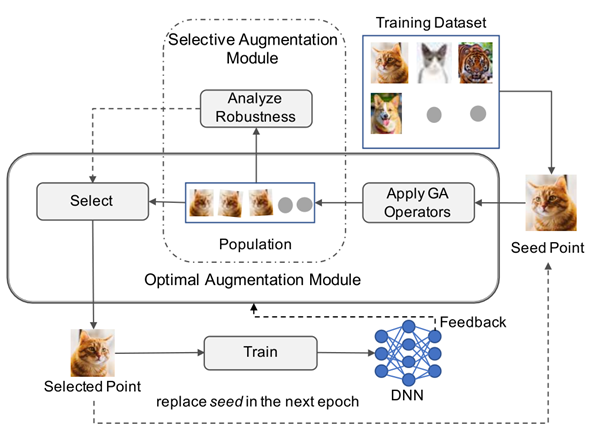 Training Dataset
Selective Augmentation
Module
Analyze
Robustness
Select
Apply GA
Operators
Seed Point
Population
Optimal Augmentation Module
Feedback
Train
Selected Point
DNN
replace seed in the next epoch